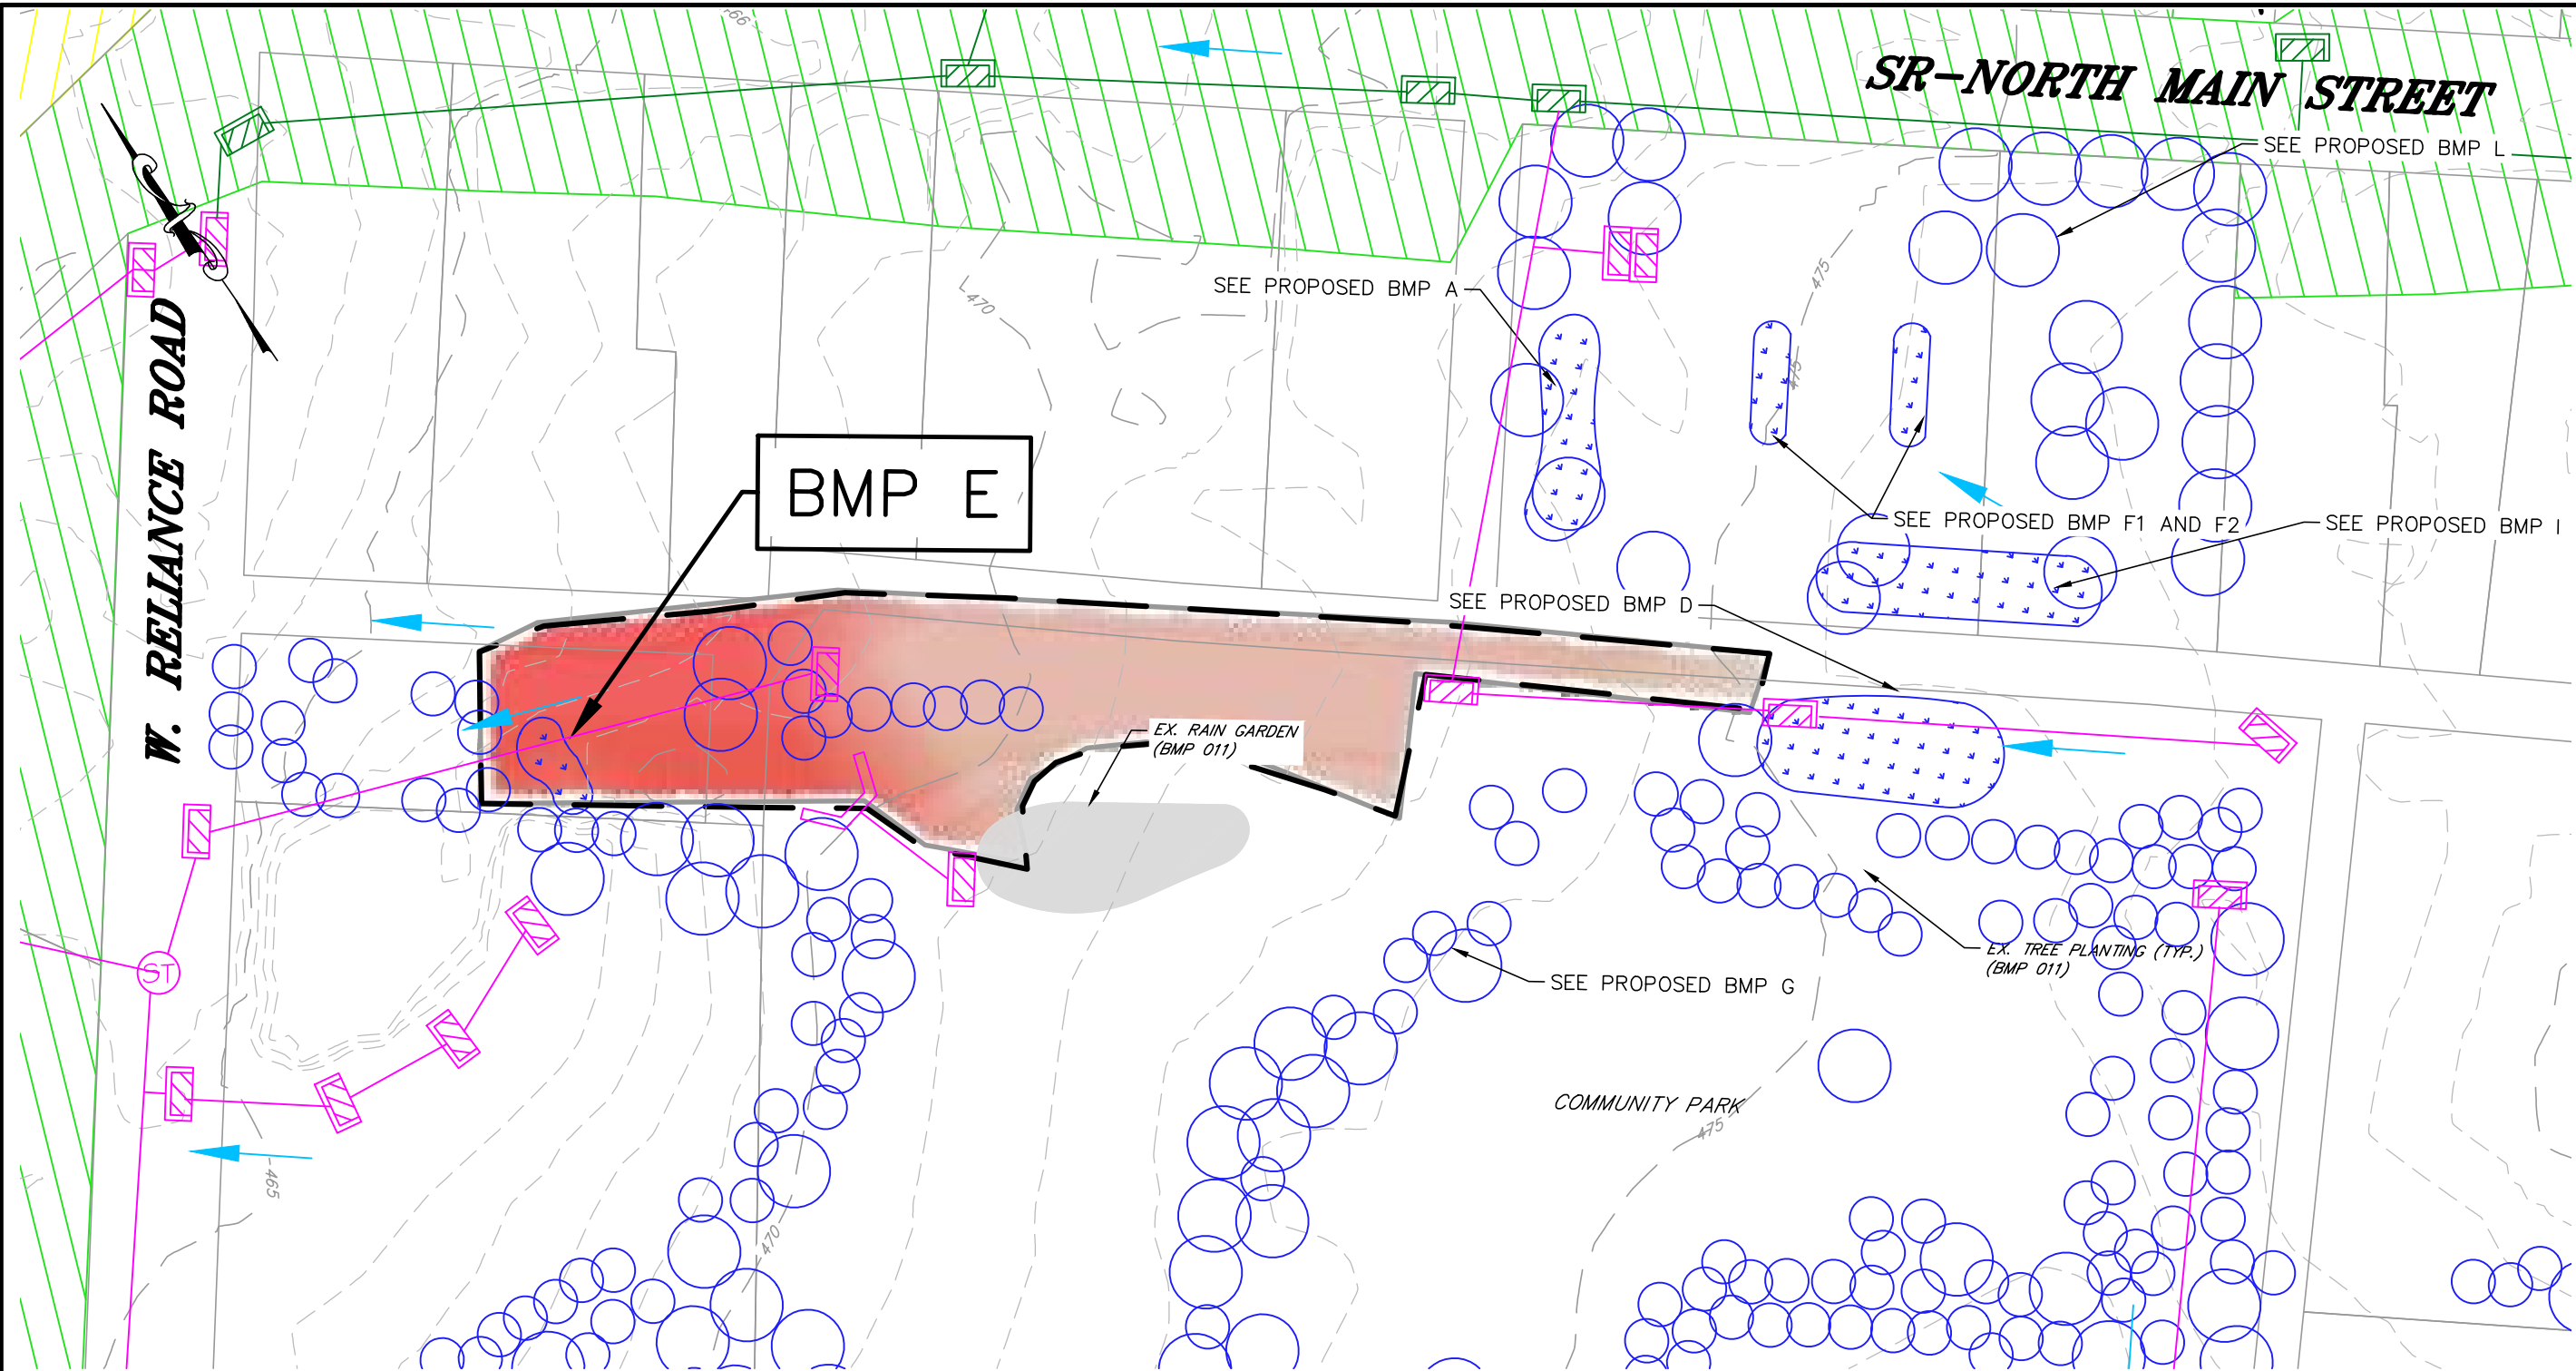 66
SR-NORTH MAIN STREET
SEE PROPOSED BMP L
SEE PROPOSED BMP A
470
475
475
W. RELIANCE ROAD
BMP E
SEE PROPOSED BMP F1 AND F2
SEE PROPOSED BMP I
SEE PROPOSED BMP D
EX. RAIN GARDEN
(BMP 011)
EX. TREE PLANTING (TYP.)
(BMP 011)
ST
SEE PROPOSED BMP G
COMMUNITY PARK
475
465
470